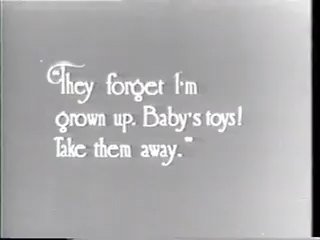 "They forget I'm
grown up. Baby's toys!
Take them away."